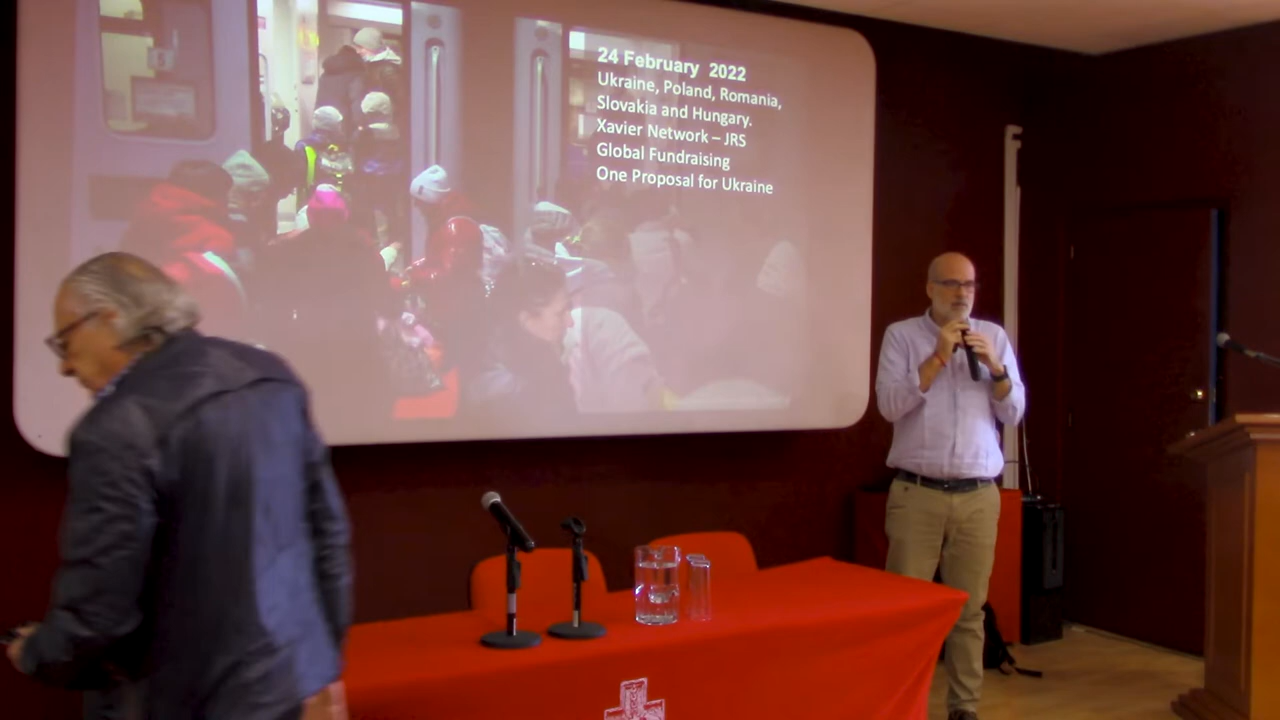 24 February 2022
Ukraine, Poland, Romania,
Slovakia and Hungary.
Xavier Network – JRS
Global Fundraising
One Proposal for Ukraine